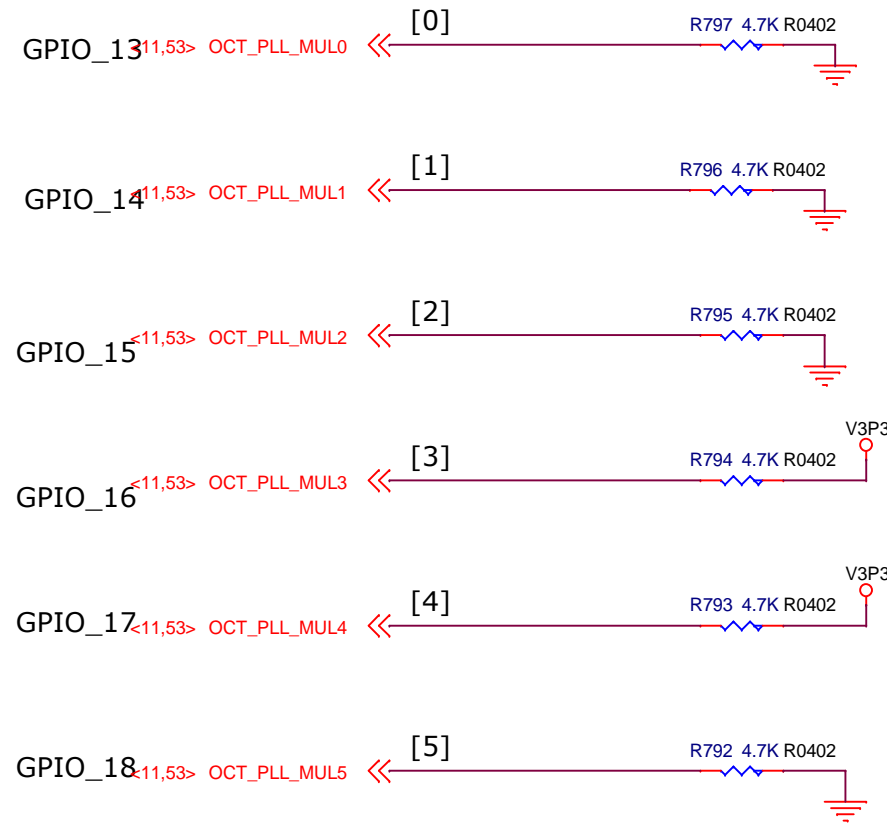 [0]
R797 4.7K R0402
GPIO_13 <11,53> OCT_PLL_MUL0
[1]
R796 4.7K R0402
GPIO_14 <11,53> OCT_PLL_MUL1
[2]
R795 4.7K R0402
GPIO_15 <11,53> OCT_PLL_MUL2
V3P3
[3]
R794 4.7K R0402
GPIO_16 <11,53> OCT_PLL_MUL3
V3P3
[4]
R793 4.7K R0402
GPIO_17 <11,53> OCT_PLL_MUL4
[5]
R792 4.7K R0402
GPIO_18 <11,53> OCT_PLL_MUL5